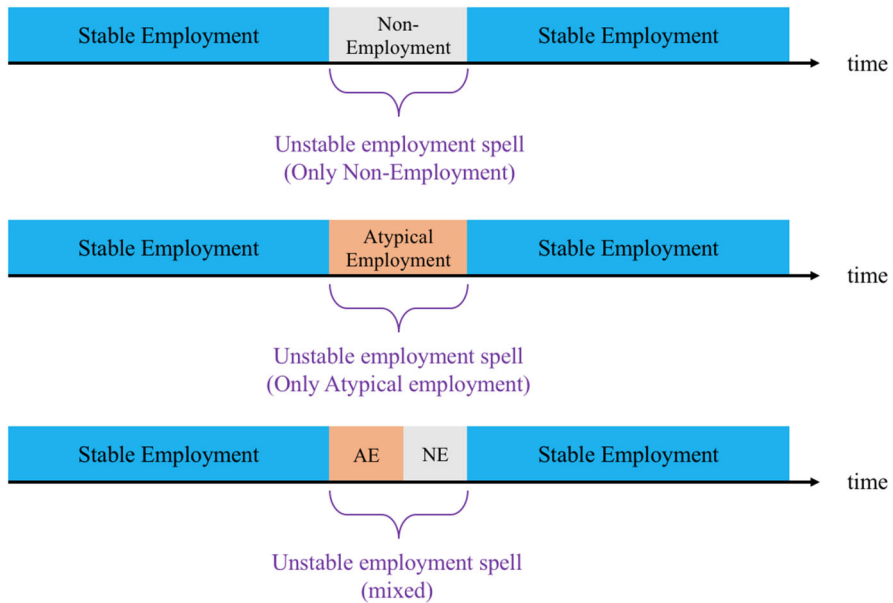 Stable Employment
Non-
Employment
Stable Employment
time
Unstable employment spell
(Only Non-Employment)
Stable Employment
Atypical
Employment
Stable Employment
time
Unstable employment spell
(Only Atypical employment)
Stable Employment
AE
NE
Stable Employment
time
Unstable employment spell
(mixed)